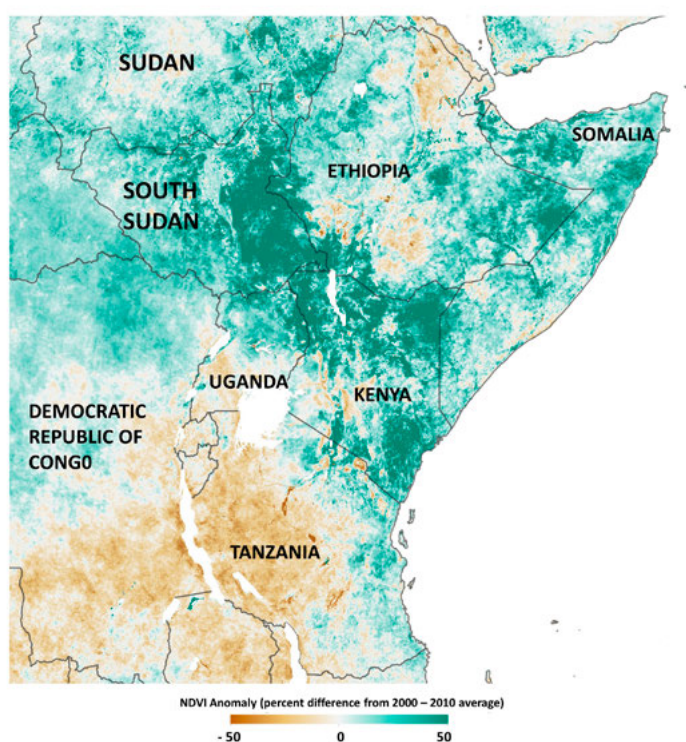 SUDAN
SOMALIA
ETHIOPIA
SOUTH
SUDAN
UGANDA
KENYA
DEMOCRATIC
REPUBLIC OF
CONG0
TANZANIA
NDVI Anomaly (percent difference from 2000 – 2010 average)
- 50 0 50